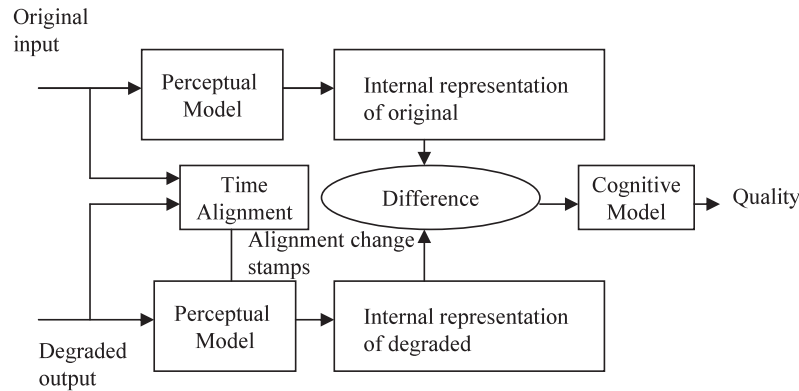 Original
input
Perceptual
Model
Internal representation
of original
Time
Alignment
Difference
Cognitive
Model
Quality
Alignment change
stamps
Perceptual
Model
Internal representation
of degraded
Degraded
output